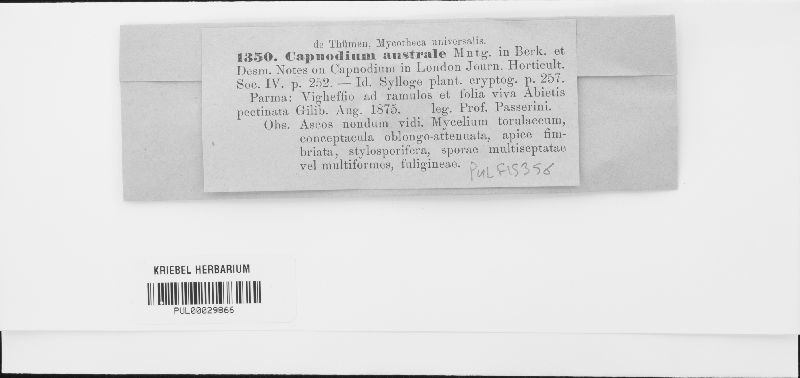 de Thümen, Mycotheca universalis.
1350. Capnodium australe Mntg. in Berk. et
Desm. Notes on Capnodium in London Journ. Horticult.
Soc. IV. p. 252. — Id. Sylloge plant. cryptog. p. 257.
Parma: Vigheffio ad ramulos et folia viva Abietis
pectinata Gilib. Aug. 1875. leg. Prof. Passerini.
Obs. Ascos nondum vidi. Mycelium torulaceum,
conceptacula oblongo-attenuata, apice fim-
briata, stylosporifera, sporae multiseptatae
vel multiformes, fuligineae.
PUL F15356
KRIEBEL HERBARIUM
PUL00029866